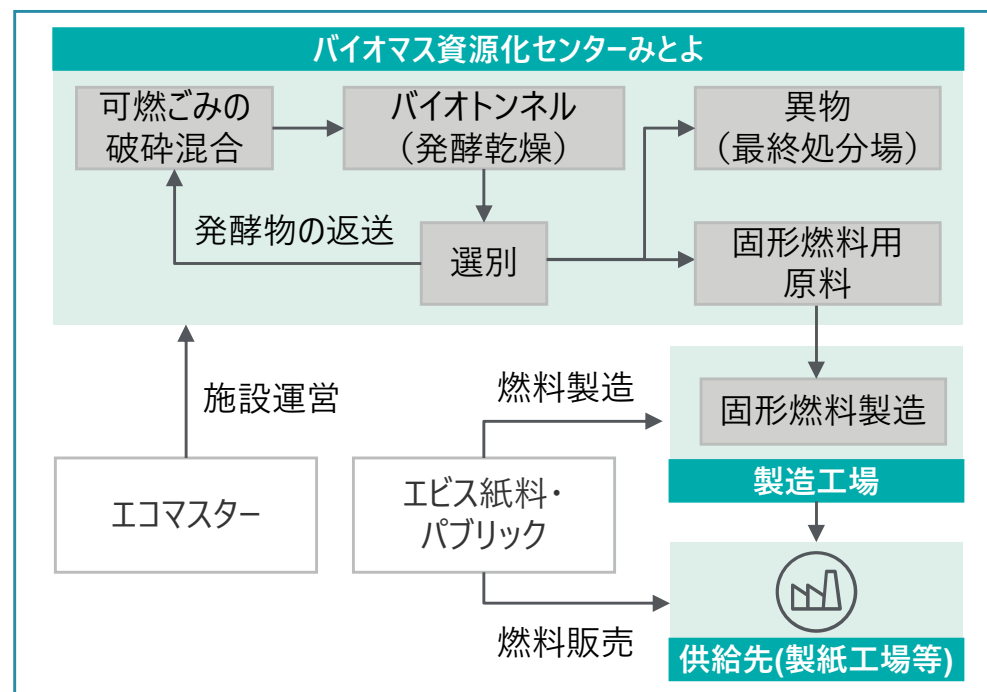 バイオマス資源化センターみとよ
可燃ごみの
破砕混合
バイオトンネル
（発酵乾燥）
異物
（最終処分場）
発酵物の返送
選別
固形燃料用
原料
施設運営
燃料製造
固形燃料製造
製造工場
エコマスター
エビス紙料・
パブリック
燃料販売
供給先(製紙工場等)